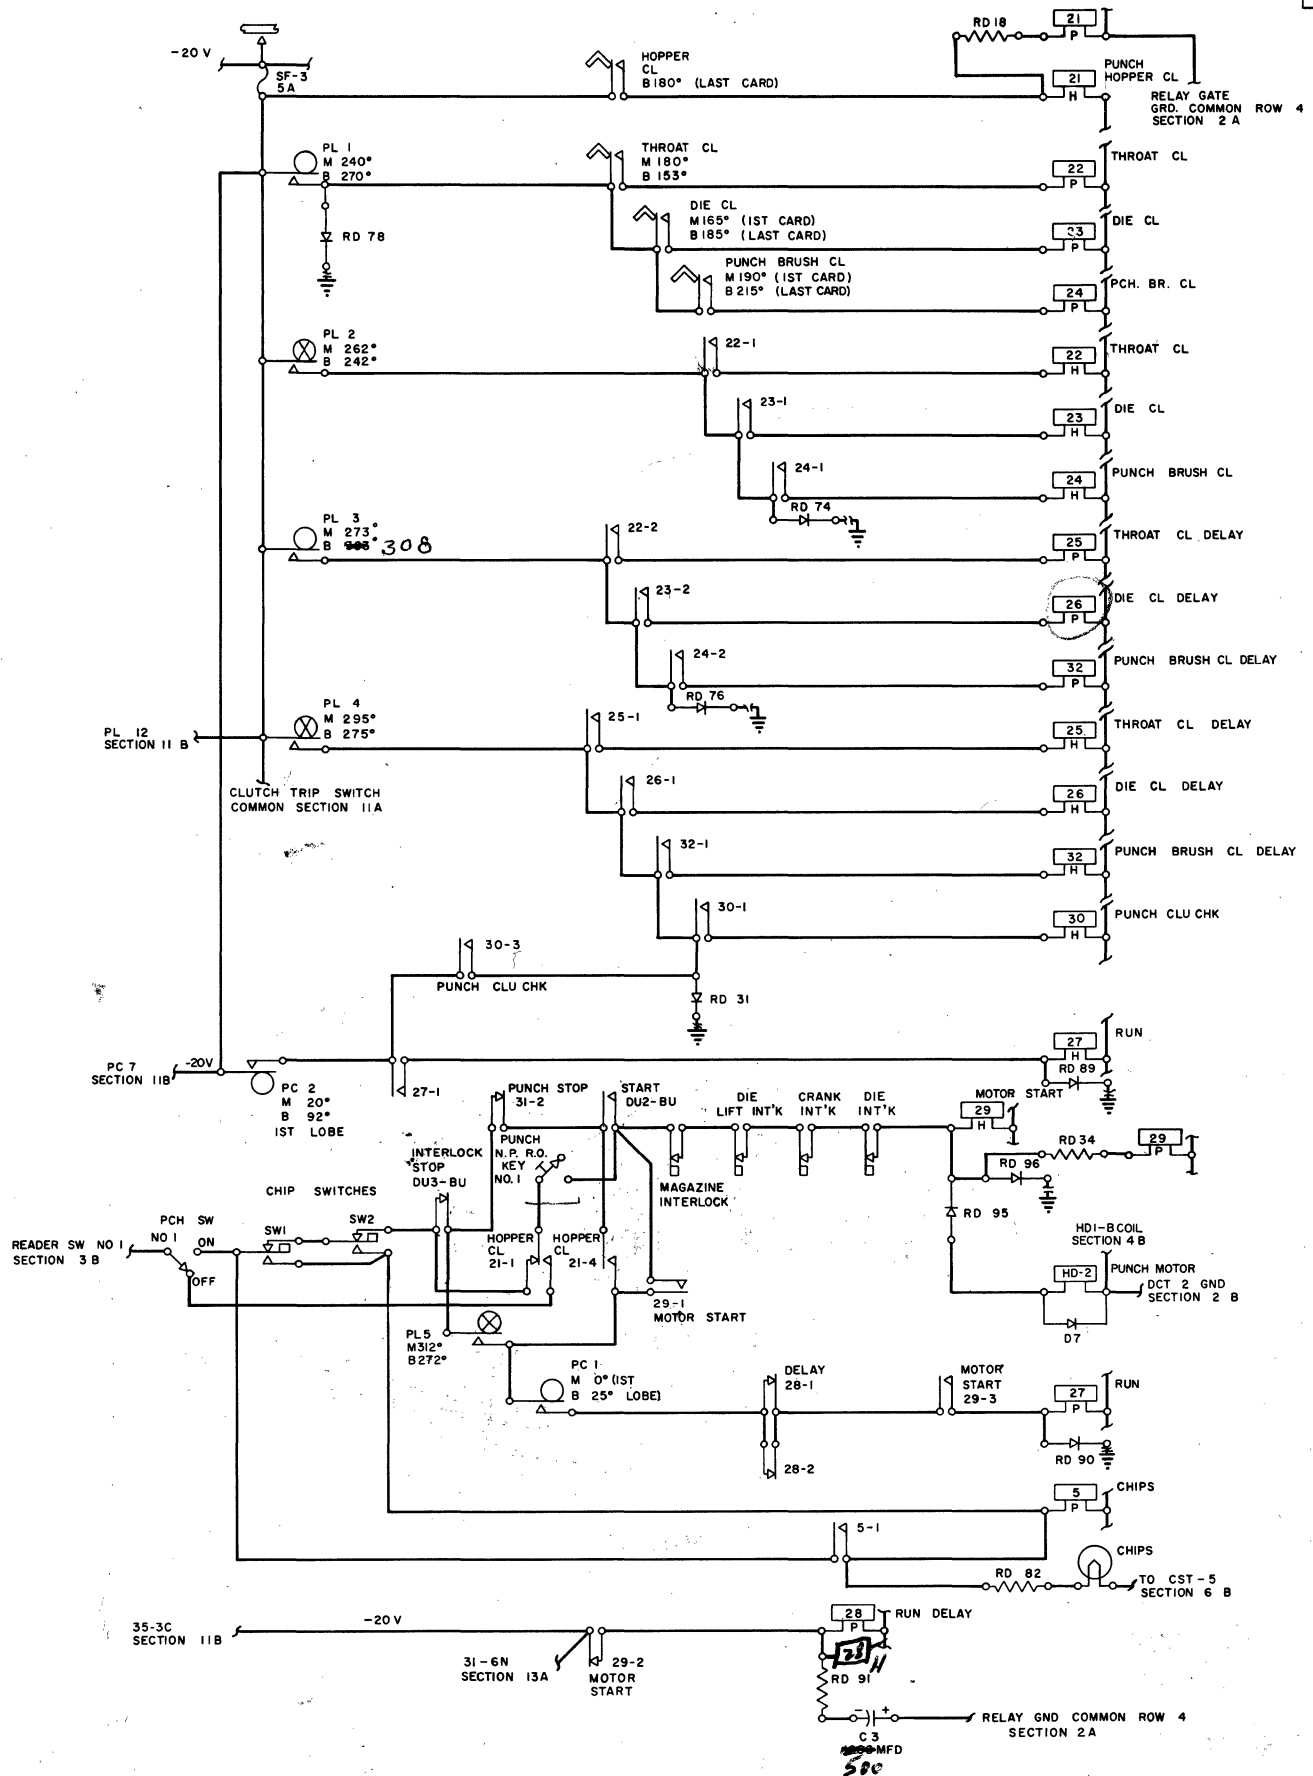 -20 V
SF-3
5A
HOPPER
CL
B 180° (LAST CARD)
RD 18
21
P
21
H
PUNCH
HOPPER CL
RELAY GATE
GRD. COMMON ROW 4
SECTION 2 A
PL 1
M 240°
B 270°
RD 78
THROAT CL
M 180°
B 153°
22
P
THROAT CL
DIE CL
M 165° (1ST CARD)
B 185° (LAST CARD)
23
P
DIE CL
PUNCH BRUSH CL
M 190° (1ST CARD)
B 215° (LAST CARD)
24
P
PCH. BR. CL
PL 2
M 262°
B 242°
22-1
22
H
THROAT CL
23-1
23
H
DIE CL
24-1
RD 74
24
H
PUNCH BRUSH CL
PL 3
M 273°
B 308
22-2
25
P
THROAT CL DELAY
23-2
26
P
DIE CL DELAY
24-2
RD 76
32
P
PUNCH BRUSH CL DELAY
PL 12
SECTION 11 B
PL 4
M 295°
B 275°
25-1
25
H
THROAT CL DELAY
CLUTCH TRIP SWITCH
COMMON SECTION 11A
26-1
26
H
DIE CL DELAY
32-1
32
H
PUNCH BRUSH CL DELAY
30-1
30
H
PUNCH CLU CHK
30-3
PUNCH CLU CHK
RD 31
PC 7
SECTION 11B
-20V
PC 2
M 20°
B 92°
1ST LOBE
27-1
27
H
RUN
RD 89
PUNCH STOP
31-2
START
DU2-BU
DIE
LIFT INT'K
CRANK
INT'K
DIE
INT'K
MOTOR START
29
H
RD 34
29
P
RD 96
INTERLOCK
STOP
DU3-BU
PUNCH
N.P. R.O.
KEY
NO. 1
MAGAZINE
INTERLOCK
RD 95
CHIP SWITCHES
READER SW NO 1
SECTION 3 B
PCH SW
NO 1
ON
OFF
SW1
SW2
HOPPER
CL
21-1
HOPPER
CL
21-4
29-1
MOTOR START
HD1-B COIL
SECTION 4 B
HD-2
PUNCH MOTOR
DCT 2 GND
SECTION 2 B
D7
PL5
M312°
B272°
PC 1
M 0° (1ST
B 25° LOBE)
DELAY
28-1
28-2
MOTOR
START
29-3
27
P
RUN
RD 90
5
P
CHIPS
5-1
CHIPS
RD 82
TO CST-5
SECTION 6 B
35-3C
SECTION 11B
-20 V
31-6N
SECTION 13A
29-2
MOTOR
START
28
P
RUN DELAY
28 H
RD 91
RELAY GND COMMON ROW 4
SECTION 2A
- +
C 3
MFD
500